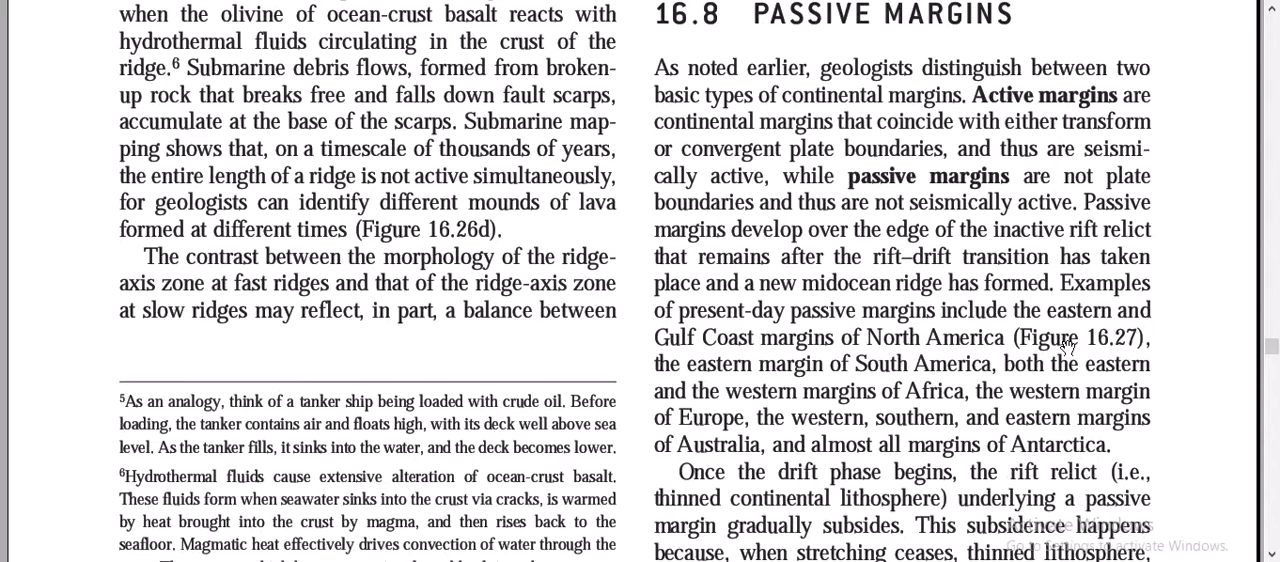 when the olivine of ocean-crust basalt reacts with
hydrothermal fluids circulating in the crust of the
ridge.⁶ Submarine debris flows, formed from broken-
up rock that breaks free and falls down fault scarps,
accumulate at the base of the scarps. Submarine map-
ping shows that, on a timescale of thousands of years,
the entire length of a ridge is not active simultaneously,
for geologists can identify different mounds of lava
formed at different times (Figure 16.26d).
The contrast between the morphology of the ridge-
axis zone at fast ridges and that of the ridge-axis zone
at slow ridges may reflect, in part, a balance between
⁵As an analogy, think of a tanker ship being loaded with crude oil. Before
loading, the tanker contains air and floats high, with its deck well above sea
level. As the tanker fills, it sinks into the water, and the deck becomes lower.
⁶Hydrothermal fluids cause extensive alteration of ocean-crust basalt.
These fluids form when seawater sinks into the crust via cracks, is warmed
by heat brought into the crust by magma, and then rises back to the
seafloor. Magmatic heat effectively drives convection of water through the
16.8 PASSIVE MARGINS
As noted earlier, geologists distinguish between two
basic types of continental margins. Active margins are
continental margins that coincide with either transform
or convergent plate boundaries, and thus are seismi-
cally active, while passive margins are not plate
boundaries and thus are not seismically active. Passive
margins develop over the edge of the inactive rift relict
that remains after the rift–drift transition has taken
place and a new midocean ridge has formed. Examples
of present-day passive margins include the eastern and
Gulf Coast margins of North America (Figure 16.27),
the eastern margin of South America, both the eastern
and the western margins of Africa, the western margin
of Europe, the western, southern, and eastern margins
of Australia, and almost all margins of Antarctica.
Once the drift phase begins, the rift relict (i.e.,
thinned continental lithosphere) underlying a passive
margin gradually subsides. This subsidence happens
because, when stretching ceases, thinned lithosphere,
Activate Windows
Go to Settings to activate Windows.